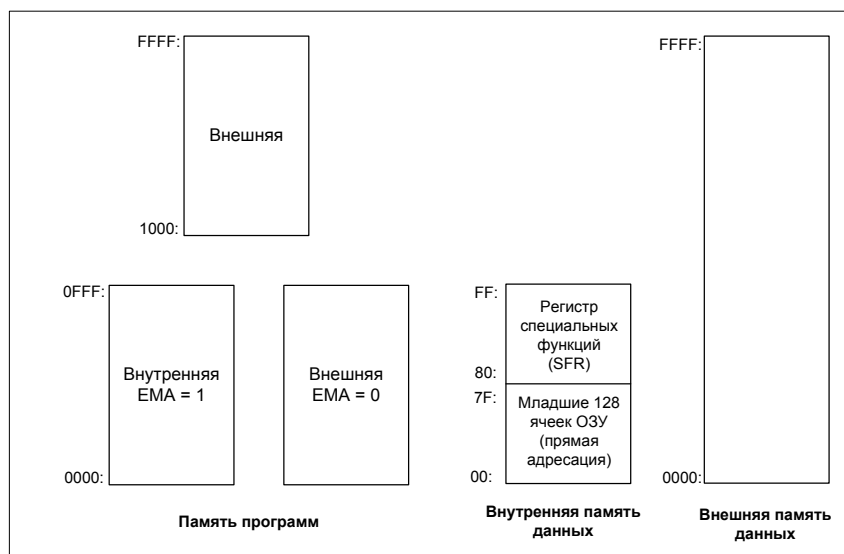 FFFF:
Внешняя
1000:
0FFF:
Внутренняя
EMA = 1
Внешняя
EMA = 0
0000:
Память программ
FF:
Регистр
специальных
функций
(SFR)
80:
7F:
Младшие 128
ячеек ОЗУ
(прямая
адресация)
00:
Внутренняя память
данных
FFFF:
0000:
Внешняя память
данных